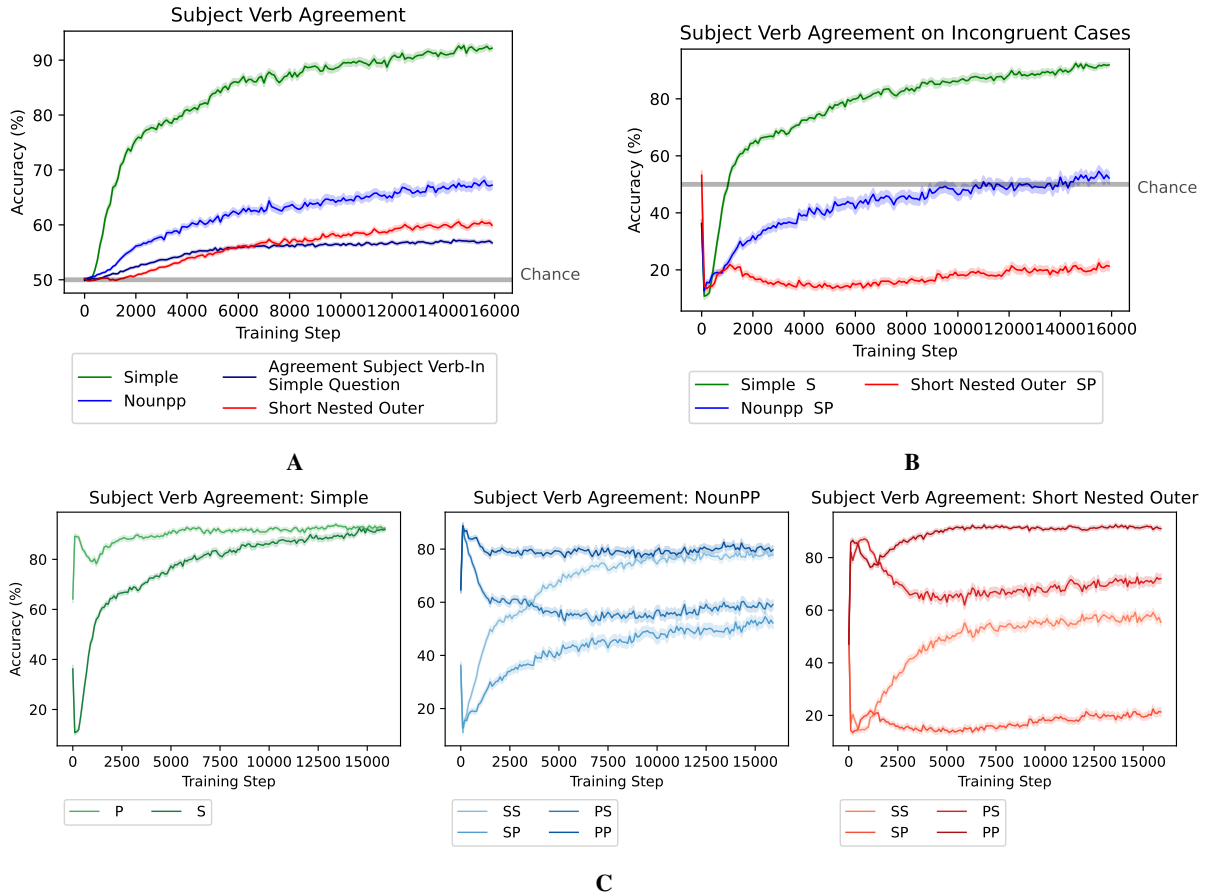 Subject Verb Agreement
Accuracy (%)
90
80
70
60
50
Chance
0 2000 4000 6000 8000 10000 12000 14000 16000
Training Step
Simple
Nounpp
Agreement Subject Verb-In
Simple Question
Short Nested Outer
A
Subject Verb Agreement on Incongruent Cases
Accuracy (%)
80
60
40
20
Chance
0 2000 4000 6000 8000 10000 12000 14000 16000
Training Step
Simple S
Nounpp SP
Short Nested Outer SP
B
Subject Verb Agreement: Simple
Accuracy (%)
80
60
40
20
0 2500 5000 7500 10000 12500 15000
Training Step
P
S
Subject Verb Agreement: NounPP
80
60
40
20
0 2500 5000 7500 10000 12500 15000
Training Step
SS
SP
PS
PP
Subject Verb Agreement: Short Nested Outer
80
60
40
20
0 2500 5000 7500 10000 12500 15000
Training Step
SS
SP
PS
PP
C